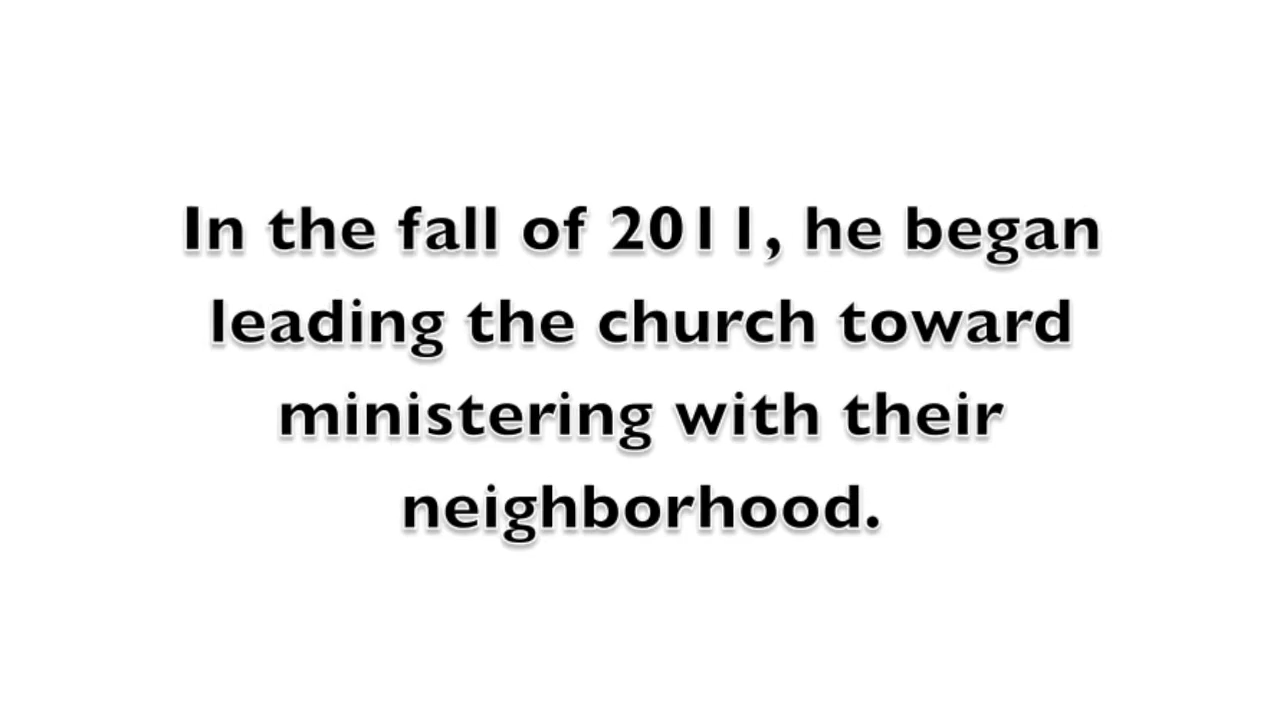 In the fall of 2011, he began
leading the church toward
ministering with their
neighborhood.